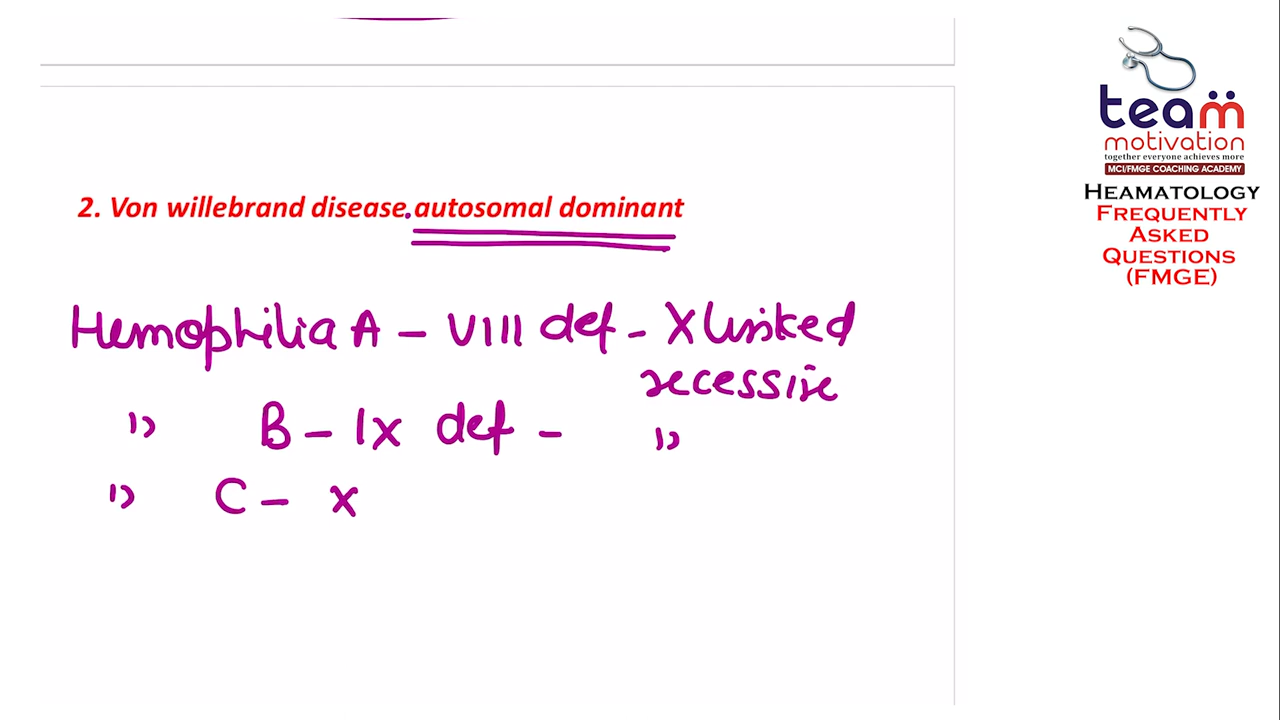 2. Von willebrand disease.autosomal dominant
Hemophilia A - VIII def - X linked
recessive
" B - IX def - "
" C - X
team
motivation
together everyone achieves more
MCI/FMGE COACHING ACADEMY
HEAMATOLOGY
FREQUENTLY
ASKED
QUESTIONS
(FMGE)